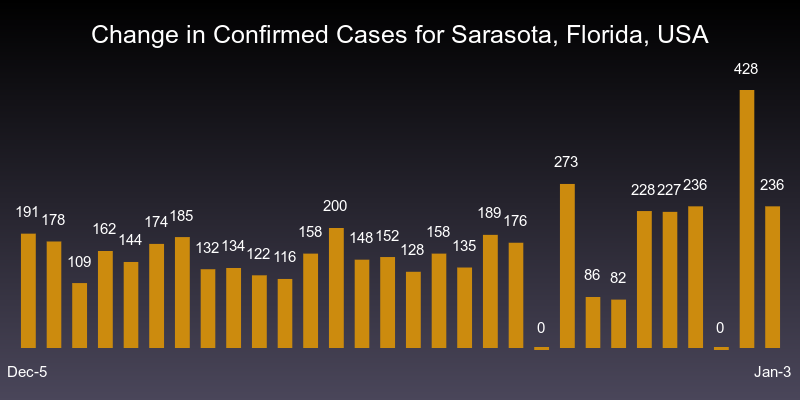 Change in Confirmed Cases for Sarasota, Florida, USA
191 178 109 162 144 174 185 132 134 122 116 158 200 148 152 128 158 135 189 176 0 273 86 82 228 227 236 0 428 236
Dec-5 Jan-3